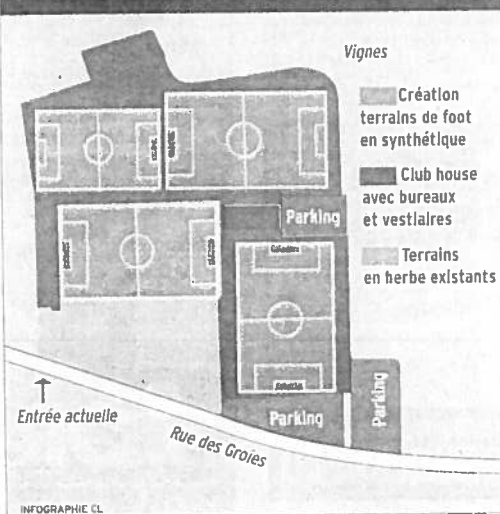 Vignes
Création
terrains de foot
en synthétique
Club house
avec bureaux
et vestiaires
Terrains
en herbe existants
Parking
Parking
Parking
Entrée actuelle
Rue des Groies
INFOGRAPHIE CL